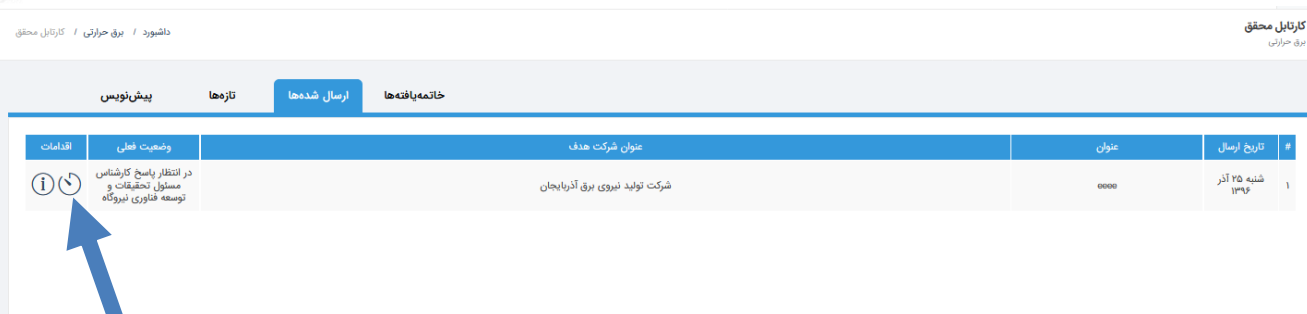 کارتابل محقق
برق حرارتی
داشبورد / برق حرارتی / کارتابل محقق
خاتمه‌یافته‌ها
ارسال شده‌ها
تازه‌ها
پیش‌نویس
# تاریخ ارسال عنوان عنوان شرکت هدف وضعیت فعلی اقدامات
۱
شنبه ۲۵ آذر
۱۳۹۶
eeee
شرکت تولید نیروی برق آذربایجان
در انتظار پاسخ کارشناس
مسئول تحقیقات و
توسعه فناوری نیروگاه